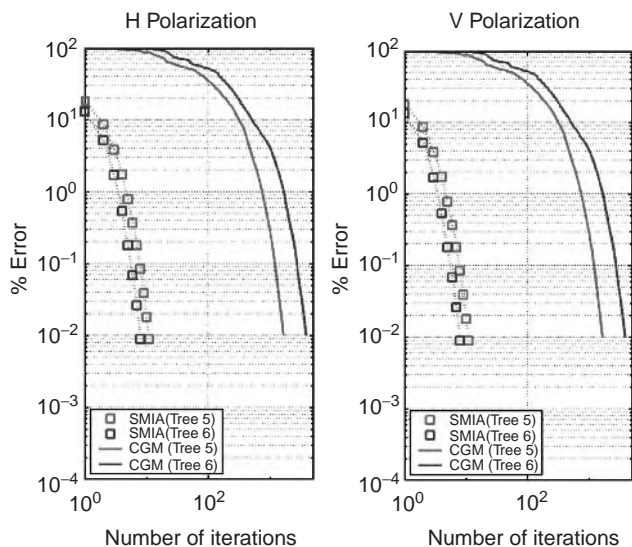 H Polarization
% Error
10^2
10^1
10^0
10^−1
10^−2
10^−3
10^−4
SMIA(Tree 5)
SMIA(Tree 6)
CGM (Tree 5)
CGM (Tree 6)
10^0
10^2
Number of iterations
V Polarization
% Error
10^2
10^1
10^0
10^−1
10^−2
10^−3
10^−4
SMIA(Tree 5)
SMIA(Tree 6)
CGM (Tree 5)
CGM (Tree 6)
10^0
10^2
Number of iterations